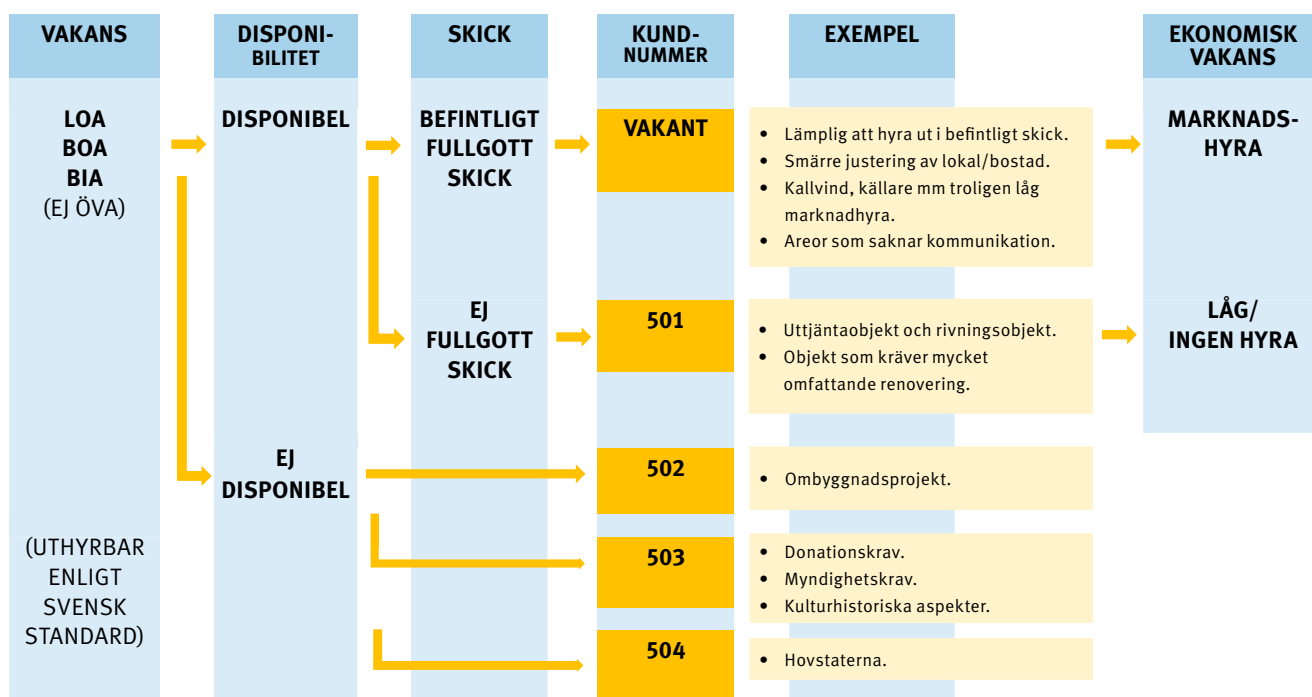 VAKANS
DISPONI-
BILITET
SKICK
KUND-
NUMMER
EXEMPEL
EKONOMISK
VAKANS
LOA
BOA
BIA
(EJ ÖVA)
DISPONIBEL
BEFINTLIGT
FULLGOTT
SKICK
VAKANT
• Lämplig att hyra ut i befintlig skick.
• Smärre justering av lokal/bostad.
• Kallvind, källare mm troligen låg
marknadhyra.
• Areor som saknar kommunikation.
MARKNADS-
HYRA
EJ
FULLGOTT
SKICK
501
• Uttjäntaobjekt och rivningsobjekt.
• Objekt som kräver mycket
omfattande renovering.
LÅG/
INGEN HYRA
EJ
DISPONIBEL
502
• Ombyggnadsprojekt.
(UTHYRBAR
ENLIGT
SVENSK
STANDARD)
503
• Donationskrav.
• Myndighetskrav.
• Kulturhistoriska aspekter.
504
• Hovstaterna.